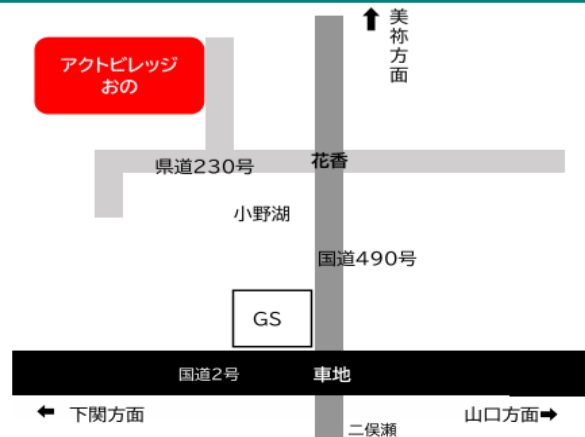 美祢方面
アクトビレッジ
おの
県道230号
花香
小野湖
国道490号
GS
国道2号
車地
下関方面
山口方面
二俣瀬